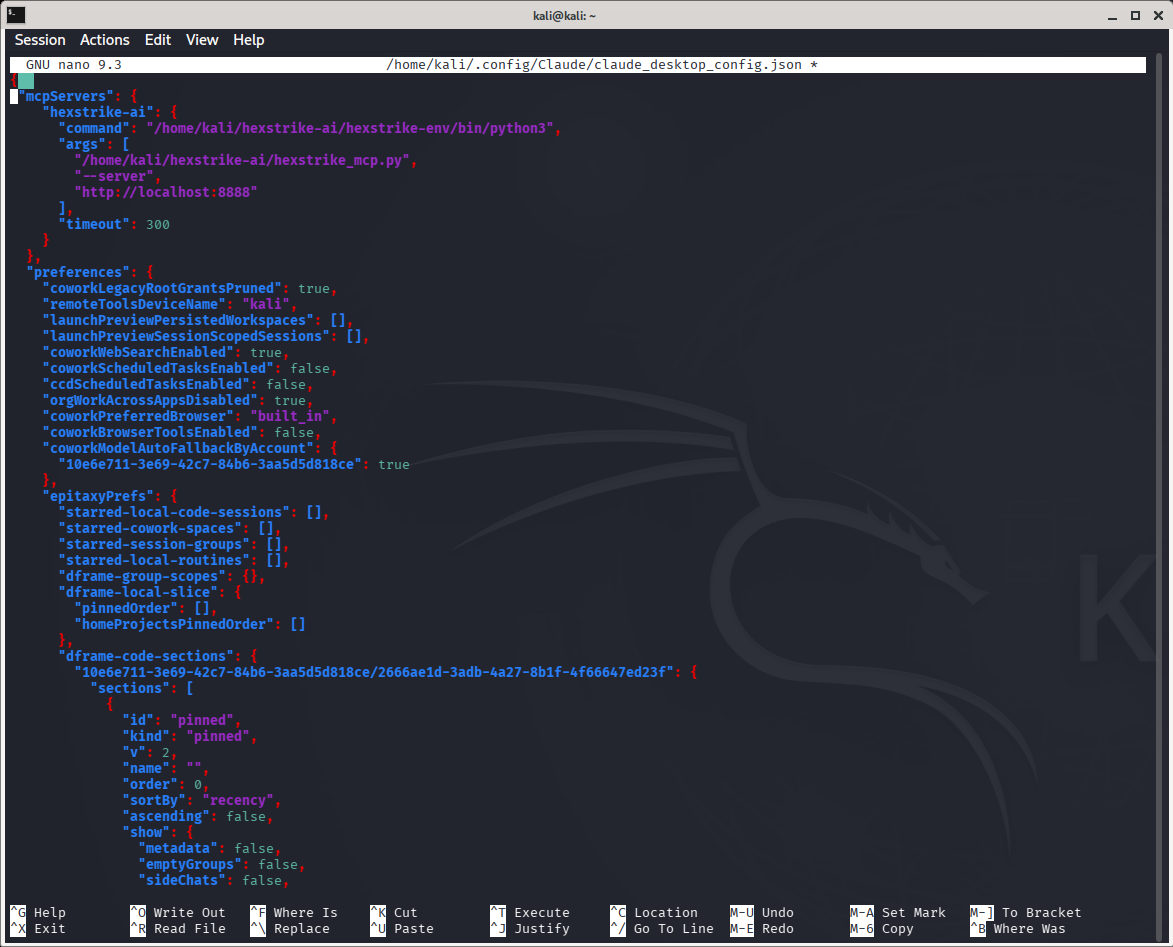 kali@kali: ~
Session Actions Edit View Help
GNU nano 9.3 /home/kali/.config/Claude/claude_desktop_config.json *
{
"mcpServers": {
"hexstrike-ai": {
"command": "/home/kali/hexstrike-ai/hexstrike-env/bin/python3",
"args": [
"/home/kali/hexstrike-ai/hexstrike_mcp.py",
"--server",
"http://localhost:8888"
],
"timeout": 300
}
},
"preferences": {
"coworkLegacyRootGrantsPruned": true,
"remoteToolsDeviceName": "kali",
"launchPreviewPersistedWorkspaces": [],
"launchPreviewSessionScopedSessions": [],
"coworkWebSearchEnabled": true,
"coworkScheduledTasksEnabled": false,
"ccdScheduledTasksEnabled": false,
"orgWorkAcrossAppsDisabled": true,
"coworkPreferredBrowser": "built_in",
"coworkBrowserToolsEnabled": false,
"coworkModelAutoFallbackByAccount": {
"10e6e711-3e69-42c7-84b6-3aa5d5d818ce": true
},
"epitaxyPrefs": {
"starred-local-code-sessions": [],
"starred-cowork-spaces": [],
"starred-session-groups": [],
"starred-local-routines": [],
"dframe-group-scopes": {},
"dframe-local-slice": {
"pinnedOrder": [],
"homeProjectsPinnedOrder": []
},
"dframe-code-sections": {
"10e6e711-3e69-42c7-84b6-3aa5d5d818ce/2666ae1d-3adb-4a27-8b1f-4f66647ed23f": {
"sections": [
{
"id": "pinned",
"kind": "pinned",
"v": 2,
"name": "",
"order": 0,
"sortBy": "recency",
"ascending": false,
"show": {
"metadata": false,
"emptyGroups": false,
"sideChats": false,
^G Help ^O Write Out ^F Where Is ^K Cut ^T Execute ^C Location M-U Undo M-A Set Mark M-] To Bracket
^X Exit ^R Read File ^\ Replace ^U Paste ^J Justify ^/ Go To Line M-E Redo M-6 Copy ^B Where Was
K